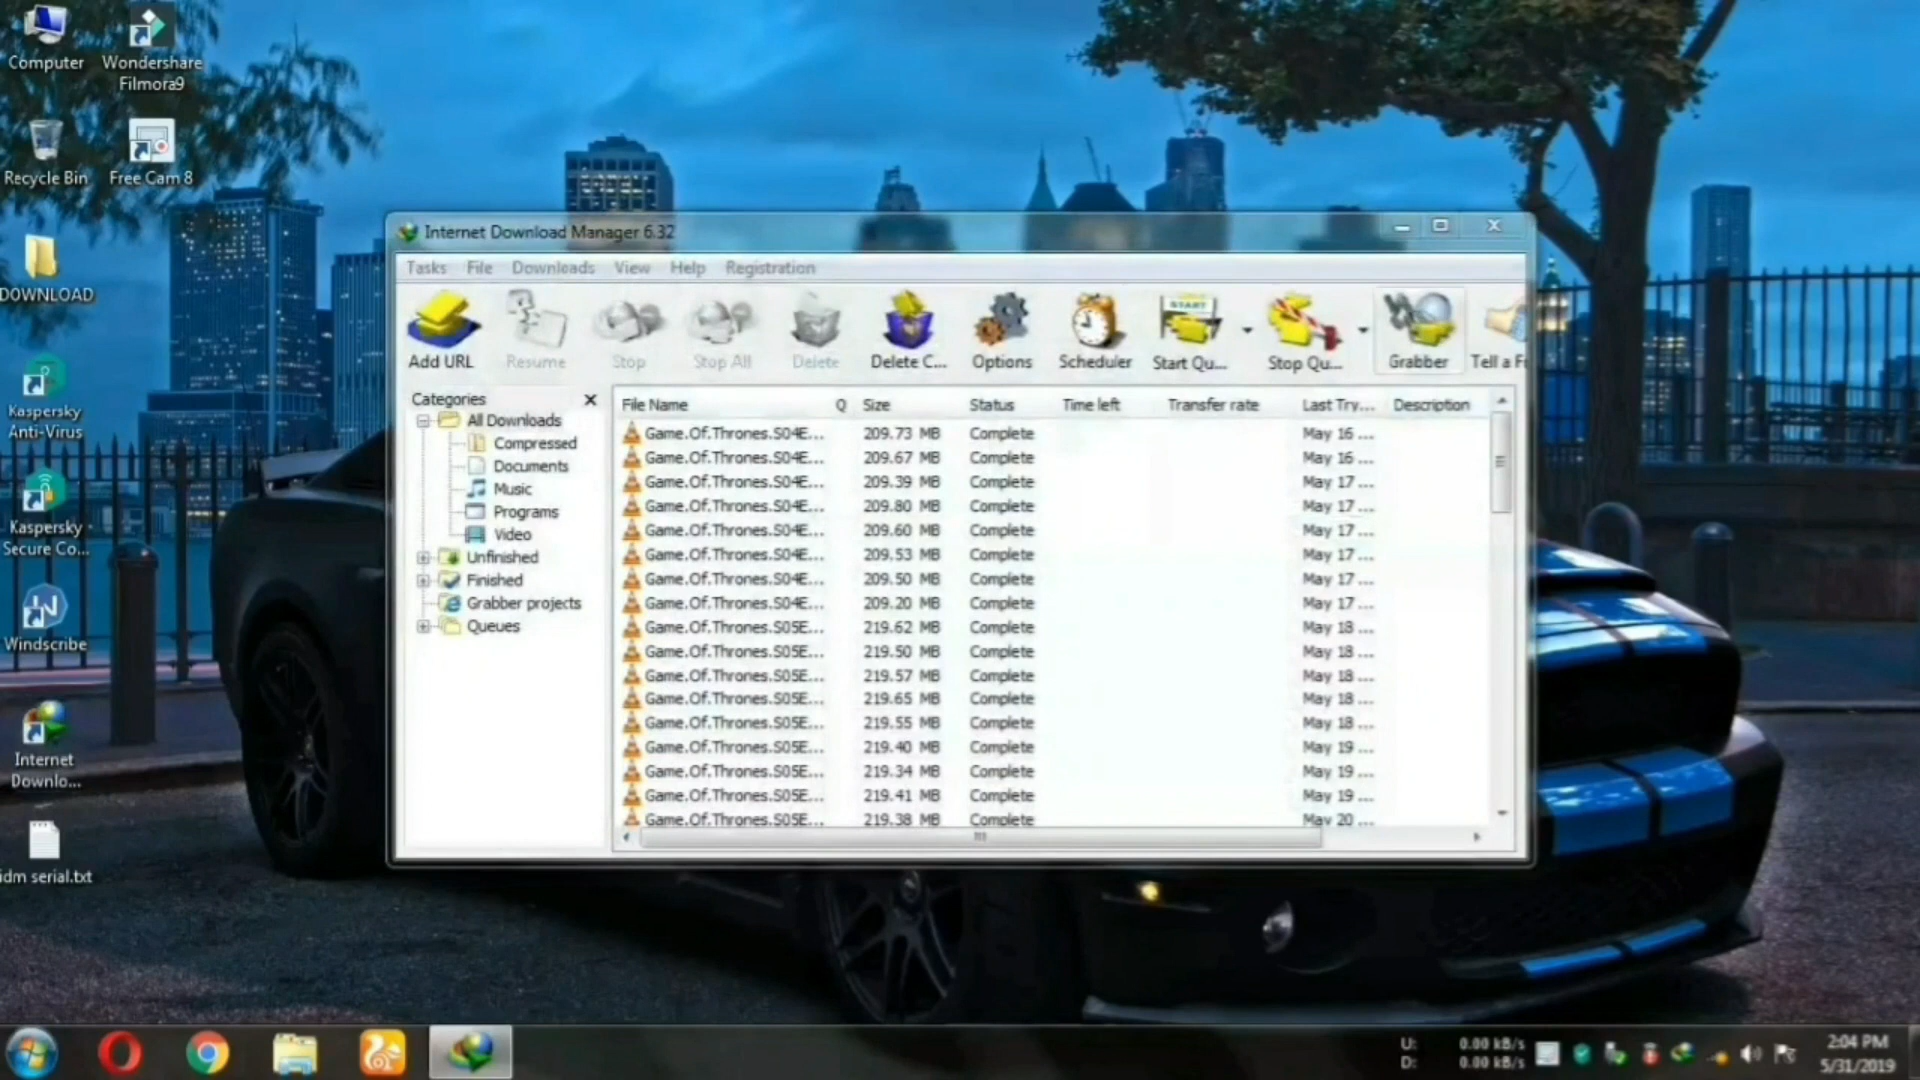 Computer
Wondershare
Filmora9
Recycle Bin
Free Cam 8
DOWNLOAD
Kaspersky
Anti-Virus
Kaspersky
Secure Co...
Windscribe
Internet
Downlo...
idm serial.txt
Internet Download Manager 6.32
Tasks File Downloads View Help Registration
Add URL Resume Stop Stop All Delete Delete C... Options Scheduler START Start Qu... Stop Qu... Grabber Tell a Fr
Categories
All Downloads
Compressed
Documents
Music
Programs
Video
Unfinished
Finished
Grabber projects
Queues
File Name Q Size Status Time left Transfer rate Last Try... Description
Game.Of.Thrones.S04E... 209.73 MB Complete May 16 ...
Game.Of.Thrones.S04E... 209.67 MB Complete May 16 ...
Game.Of.Thrones.S04E... 209.39 MB Complete May 17 ...
Game.Of.Thrones.S04E... 209.80 MB Complete May 17 ...
Game.Of.Thrones.S04E... 209.60 MB Complete May 17 ...
Game.Of.Thrones.S04E... 209.53 MB Complete May 17 ...
Game.Of.Thrones.S04E... 209.50 MB Complete May 17 ...
Game.Of.Thrones.S04E... 209.20 MB Complete May 17 ...
Game.Of.Thrones.S05E... 219.62 MB Complete May 18 ...
Game.Of.Thrones.S05E... 219.50 MB Complete May 18 ...
Game.Of.Thrones.S05E... 219.57 MB Complete May 18 ...
Game.Of.Thrones.S05E... 219.65 MB Complete May 18 ...
Game.Of.Thrones.S05E... 219.55 MB Complete May 18 ...
Game.Of.Thrones.S05E... 219.40 MB Complete May 19 ...
Game.Of.Thrones.S05E... 219.34 MB Complete May 19 ...
Game.Of.Thrones.S05E... 219.41 MB Complete May 19 ...
Game.Of.Thrones.S05E... 219.38 MB Complete May 20 ...
U: 0.00 kB/s
D: 0.00 kB/s
2:04 PM
5/31/2019